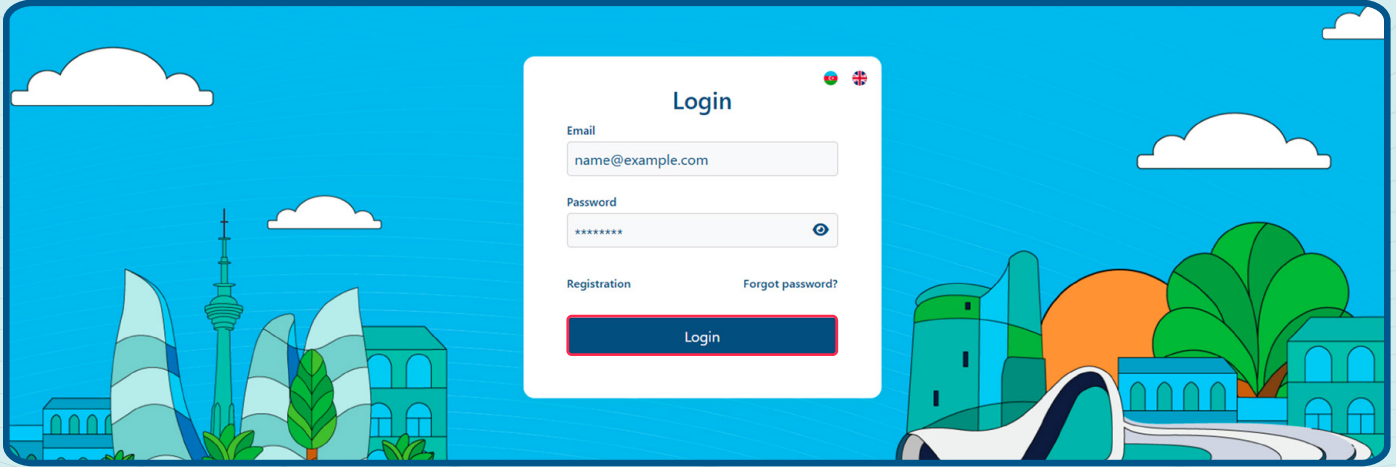 Login
Email
name@example.com
Password
********
Registration Forgot password?
Login